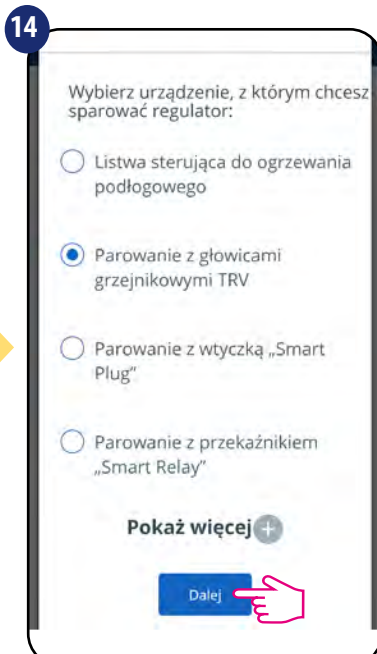 14
Wybierz urządzenie, z którym chcesz
sparować regulator:
Listwa sterująca do ogrzewania
podłogowego
Parowanie z głowicami
grzejnikowymi TRV
Parowanie z wtyczką „Smart
Plug”
Parowanie z przekaźnikiem
„Smart Relay”
Pokaż więcej
Dalej